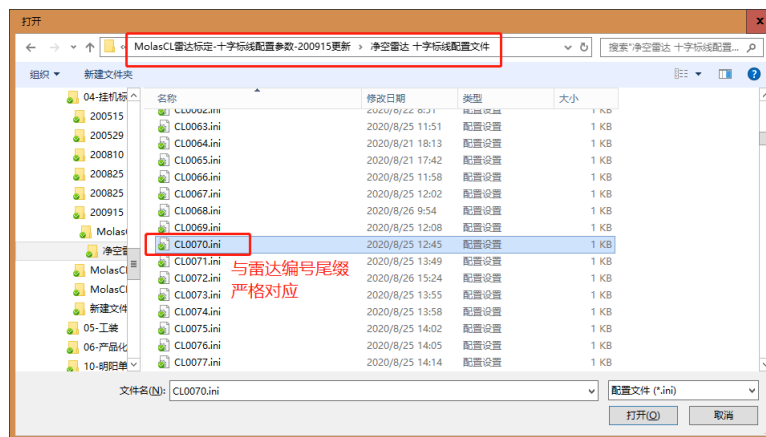 打开
« MolasCL雷达标定-十字标线配置参数-200915更新 › 净空雷达 十字标线配置文件
搜索"净空雷达 十字标线配置...
组织 新建文件夹
名称 修改日期 类型 大小
04-挂机标
200515
200529
200810
200825
200825
200915
Molas
净空雷
MolasCl
MolasCl
新建文件
05-工装
06-产品化
10-明阳单
CL0062.ini 2020/8/22 8:51 配置设置 1 KB
CL0063.ini 2020/8/25 11:51 配置设置 1 KB
CL0064.ini 2020/8/21 18:13 配置设置 1 KB
CL0065.ini 2020/8/21 17:42 配置设置 1 KB
CL0066.ini 2020/8/25 11:58 配置设置 1 KB
CL0067.ini 2020/8/25 12:02 配置设置 1 KB
CL0068.ini 2020/8/26 9:54 配置设置 1 KB
CL0069.ini 2020/8/25 12:08 配置设置 1 KB
CL0070.ini 2020/8/25 12:45 配置设置 1 KB
CL0071.ini 2020/8/25 13:49 配置设置 1 KB
CL0072.ini 2020/8/26 15:24 配置设置 1 KB
CL0073.ini 2020/8/25 13:55 配置设置 1 KB
CL0074.ini 2020/8/25 13:58 配置设置 1 KB
CL0075.ini 2020/8/25 14:02 配置设置 1 KB
CL0076.ini 2020/8/25 14:05 配置设置 1 KB
CL0077.ini 2020/8/25 14:14 配置设置 1 KB
与雷达编号尾缀
严格对应
文件名(N): CL0070.ini 配置文件 (*.ini)
打开(O) 取消